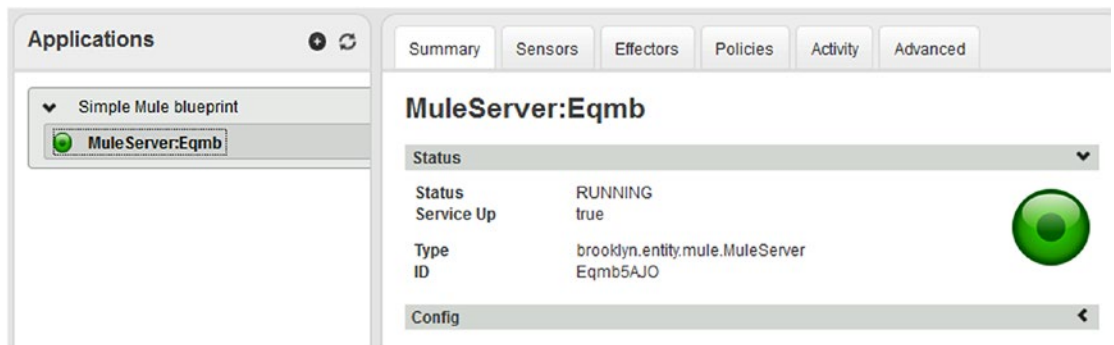 Applications
Simple Mule blueprint
MuleServer:Eqmb
Summary Sensors Effectors Policies Activity Advanced
MuleServer:Eqmb
Status
Status RUNNING
Service Up true
Type brooklyn.entity.mule.MuleServer
ID Eqmb5AJO
Config